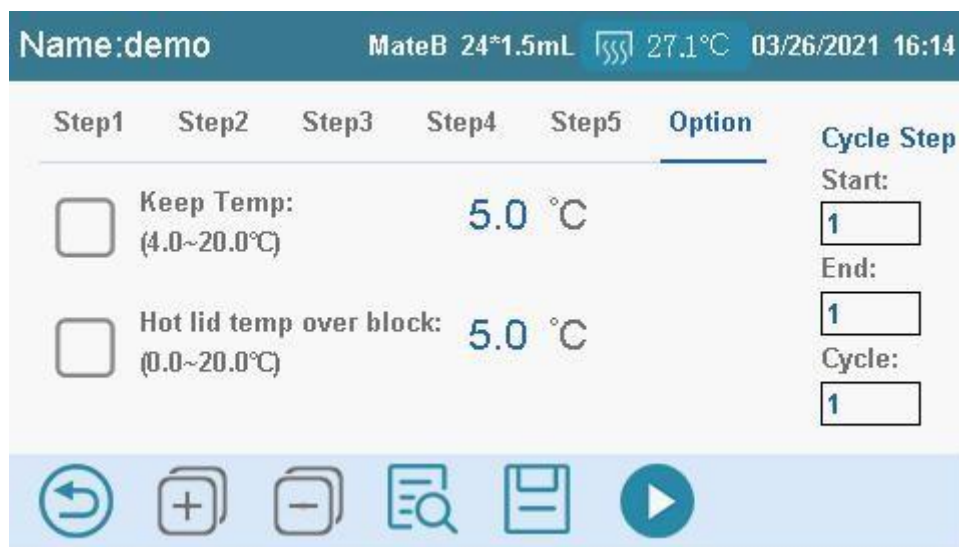 Name:demo MateB 24*1.5mL 27.1°C 03/26/2021 16:14
Step1 Step2 Step3 Step4 Step5 Option
Keep Temp: 5.0 °C
(4.0~20.0°C)
Hot lid temp over block: 5.0 °C
(0.0~20.0°C)
Cycle Step
Start:
1
End:
1
Cycle:
1